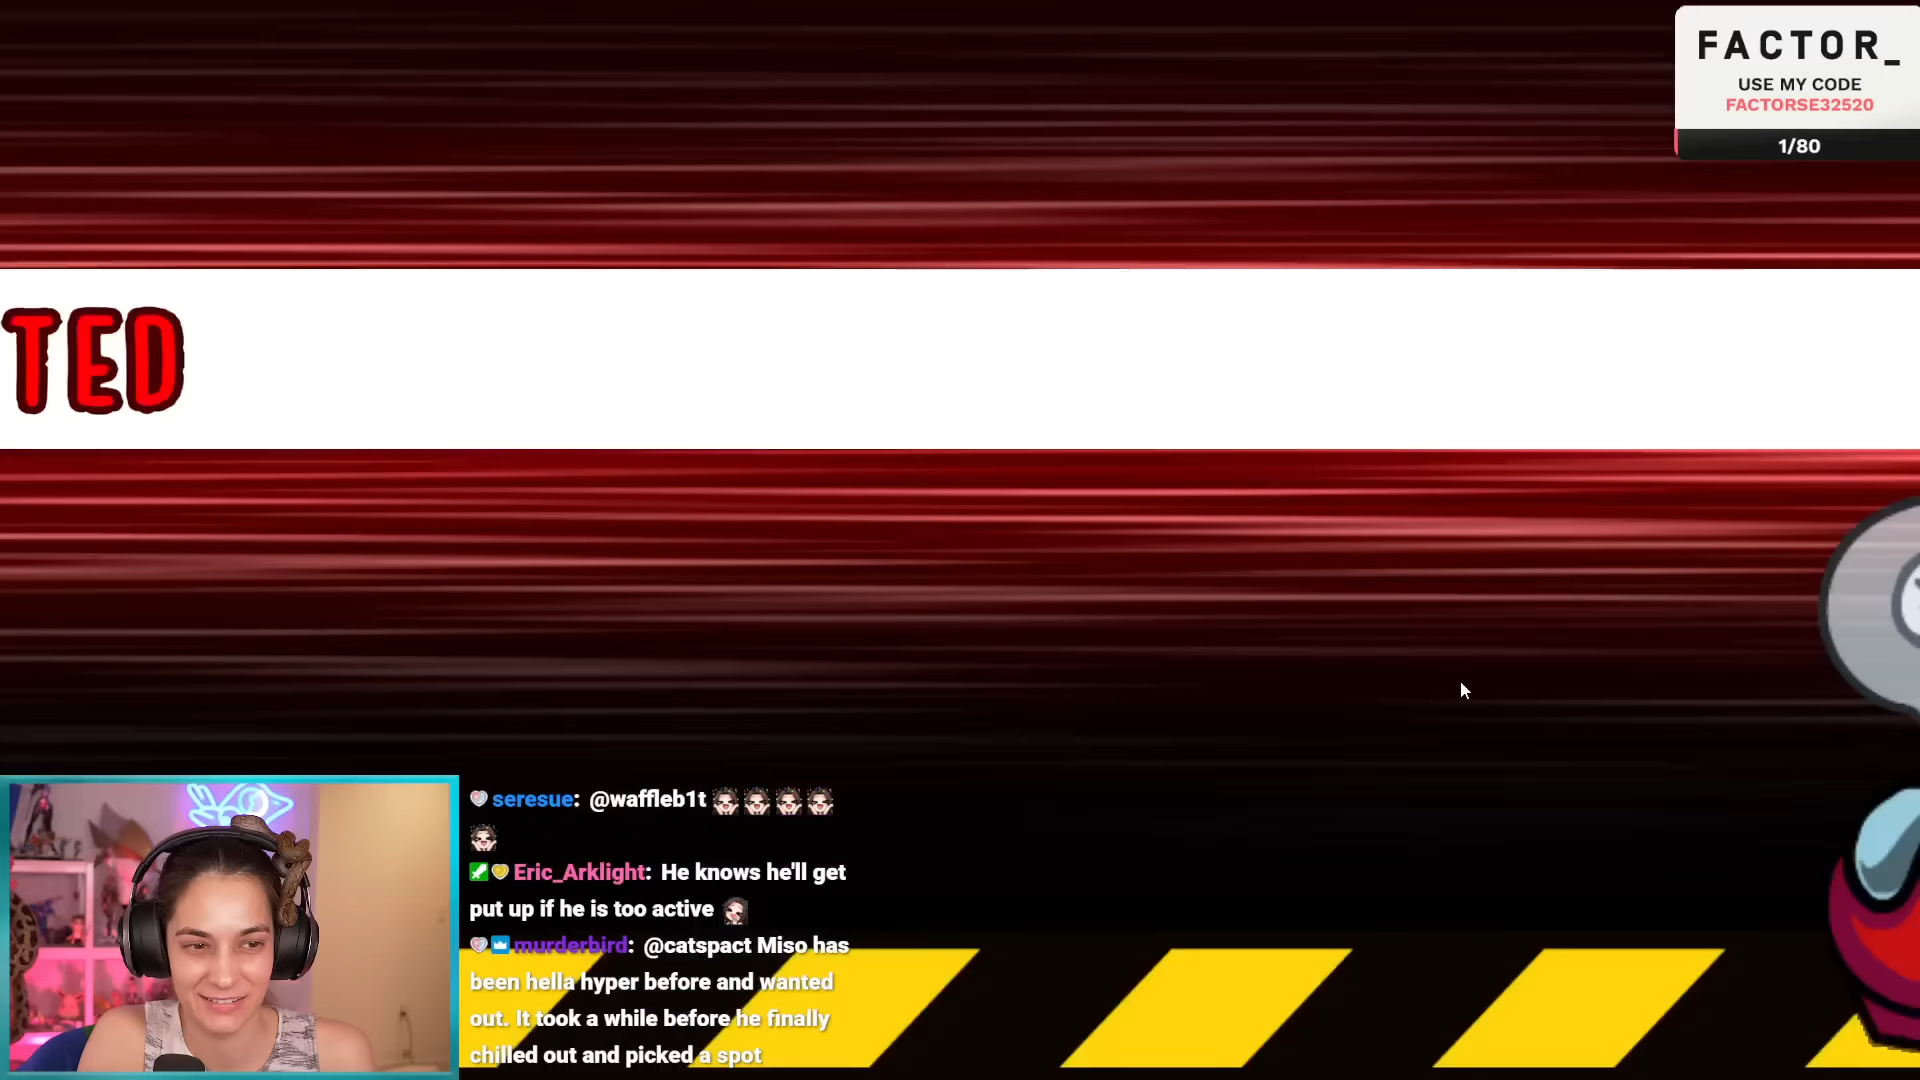 FACTOR_
USE MY CODE
FACTORSE32520
1/80
TED
seresue: @waffleb1t
Eric_Arklight: He knows he'll get
put up if he is too active
murderbird: @catspact Miso has
been hella hyper before and wanted
out. It took a while before he finally
chilled out and picked a spot